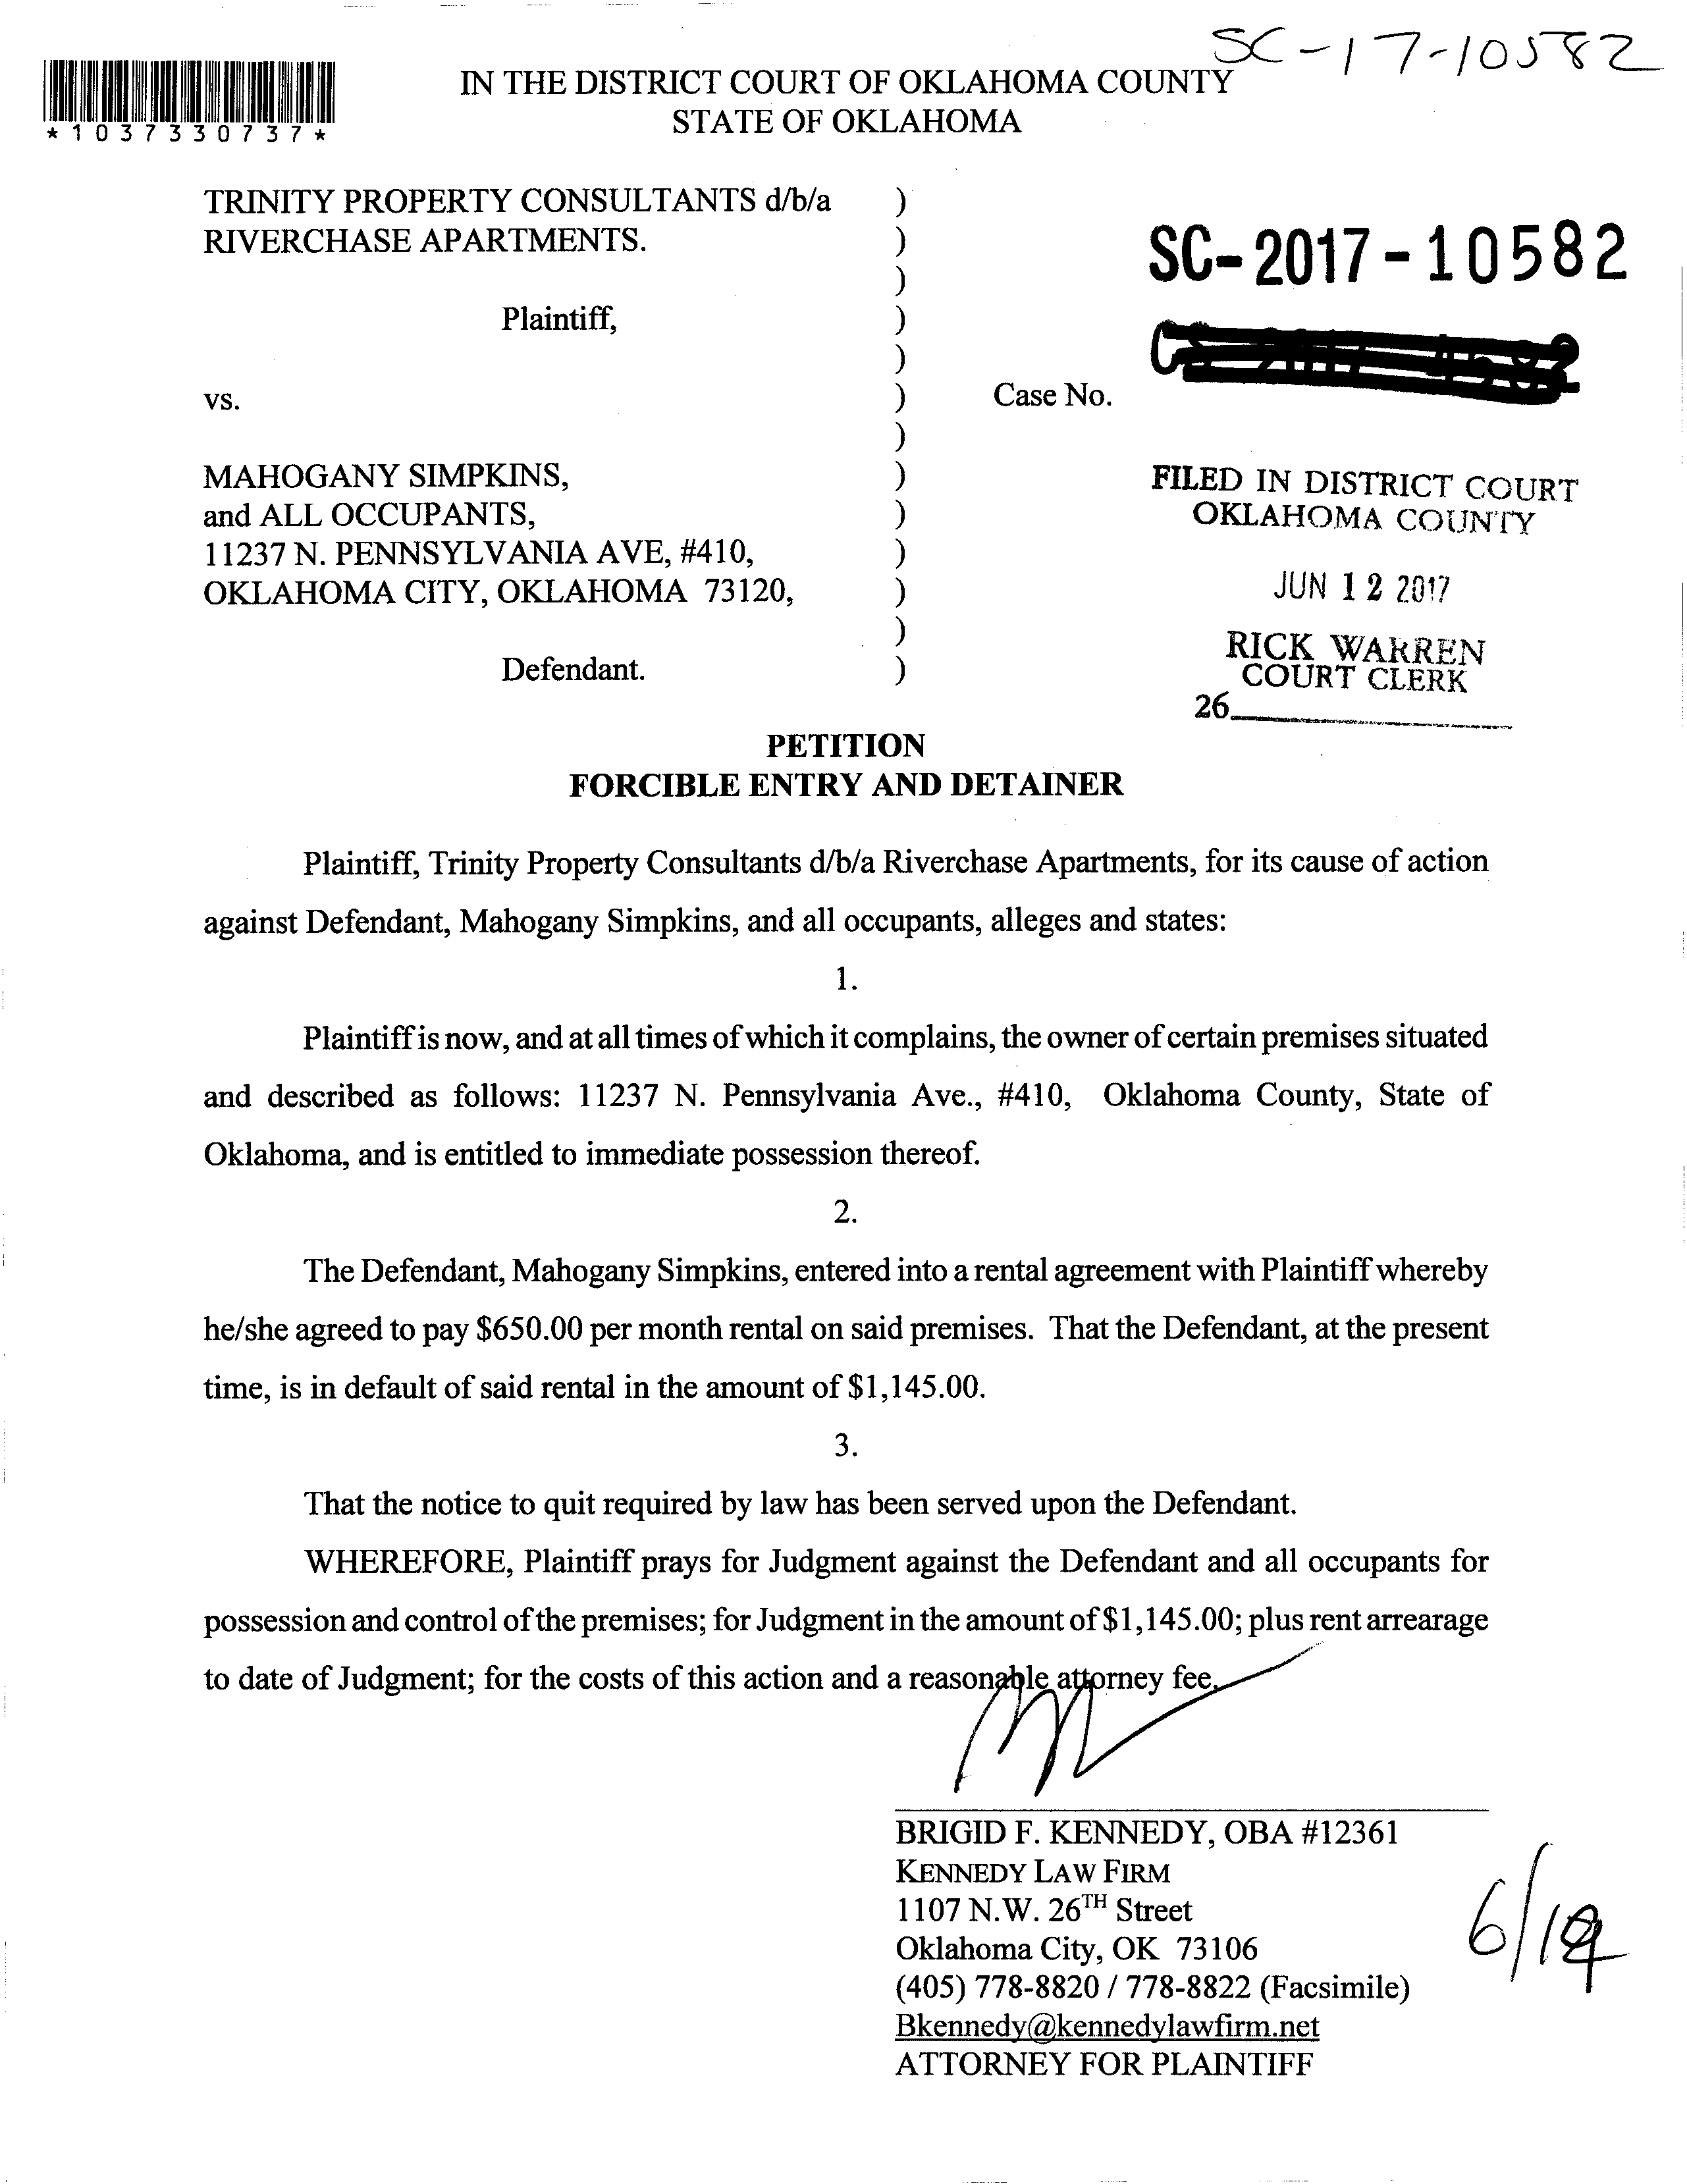 SC-17-10582
*1037330737*
IN THE DISTRICT COURT OF OKLAHOMA COUNTY
STATE OF OKLAHOMA
TRINITY PROPERTY CONSULTANTS d/b/a )
RIVERCHASE APARTMENTS. )
)
Plaintiff, )
)
vs. )
)
MAHOGANY SIMPKINS, )
and ALL OCCUPANTS, )
11237 N. PENNSYLVANIA AVE, #410, )
OKLAHOMA CITY, OKLAHOMA 73120, )
)
Defendant. )
SC-2017-10582
Case No.
FILED IN DISTRICT COURT
OKLAHOMA COUNTY
JUN 12 2017
RICK WARREN
COURT CLERK
26
PETITION
FORCIBLE ENTRY AND DETAINER
Plaintiff, Trinity Property Consultants d/b/a Riverchase Apartments, for its cause of action
against Defendant, Mahogany Simpkins, and all occupants, alleges and states:
1.
Plaintiff is now, and at all times of which it complains, the owner of certain premises situated
and described as follows: 11237 N. Pennsylvania Ave., #410, Oklahoma County, State of
Oklahoma, and is entitled to immediate possession thereof.
2.
The Defendant, Mahogany Simpkins, entered into a rental agreement with Plaintiff whereby
he/she agreed to pay $650.00 per month rental on said premises. That the Defendant, at the present
time, is in default of said rental in the amount of $1,145.00.
3.
That the notice to quit required by law has been served upon the Defendant.
WHEREFORE, Plaintiff prays for Judgment against the Defendant and all occupants for
possession and control of the premises; for Judgment in the amount of $1,145.00; plus rent arrearage
to date of Judgment; for the costs of this action and a reasonable attorney fee.
BRIGID F. KENNEDY, OBA #12361
KENNEDY LAW FIRM
1107 N.W. 26TH Street
Oklahoma City, OK 73106
(405) 778-8820 / 778-8822 (Facsimile)
Bkennedy@kennedylawfirm.net
ATTORNEY FOR PLAINTIFF